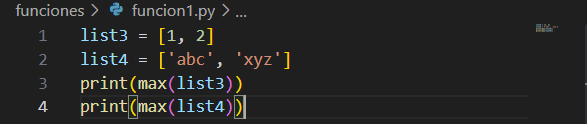 funciones > funcion1.py > ...
1 list3 = [1, 2]
2 list4 = ['abc', 'xyz']
3 print(max(list3))
4 print(max(list4))